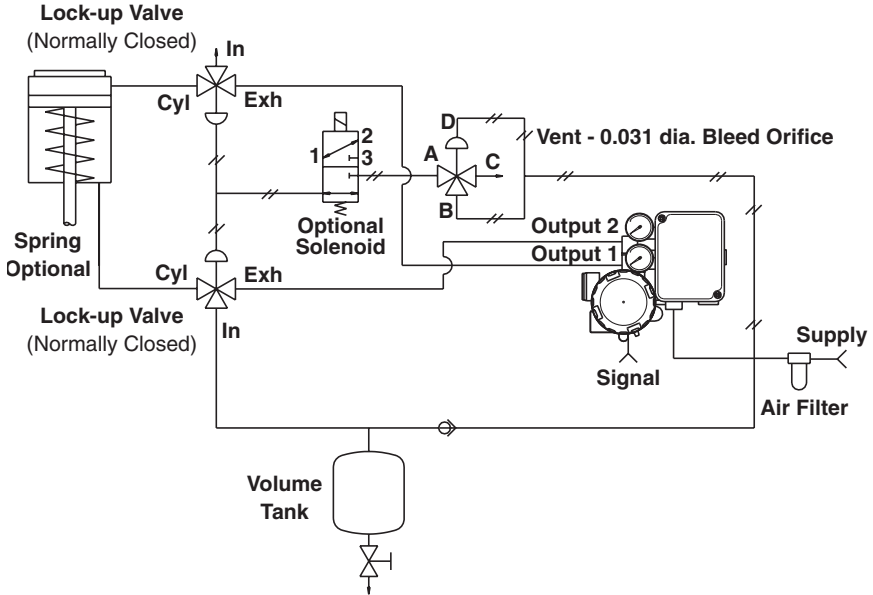 Lock-up Valve
(Normally Closed)
In
Cyl
Exh
2
1
3
D
A
C
B
Vent - 0.031 dia. Bleed Orifice
Optional
Solenoid
Spring
Optional
Output 2
Output 1
Cyl
Exh
In
Lock-up Valve
(Normally Closed)
Signal
Supply
Air Filter
Volume
Tank